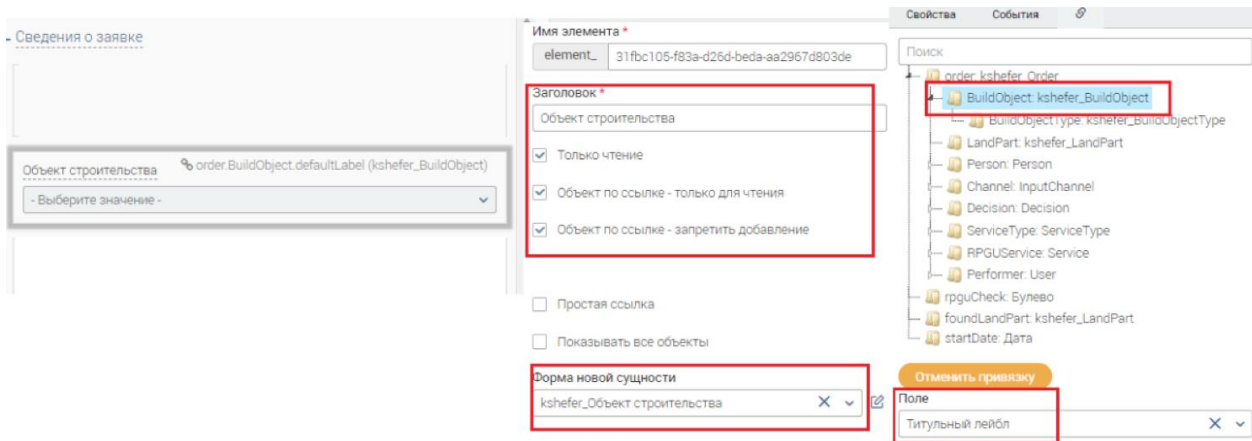 Сведения о заявке
Объект строительства
order.BuildObject.defaultLabel (kshefer_BuildObject)
- Выберите значение -
Имя элемента *
element_
31fbc105-f83a-d26d-beda-aa2967d803de
Заголовок *
Объект строительства
Только чтение
Объект по ссылке - только для чтения
Объект по ссылке - запретить добавление
Простая ссылка
Показывать все объекты
Форма новой сущности
kshefer_Объект строительства
Свойства
События
Поиск
order: kshefer_Order
BuildObject: kshefer_BuildObject
BuildObjectType: kshefer_BuildObjectType
LandPart: kshefer_LandPart
Person: Person
Channel: InputChannel
Decision: Decision
ServiceType: ServiceType
RPGUService: Service
Performer: User
rpguCheck: Булево
foundLandPart: kshefer_LandPart
startDate: Дата
Отменить привязку
Поле
Титульный лейбл